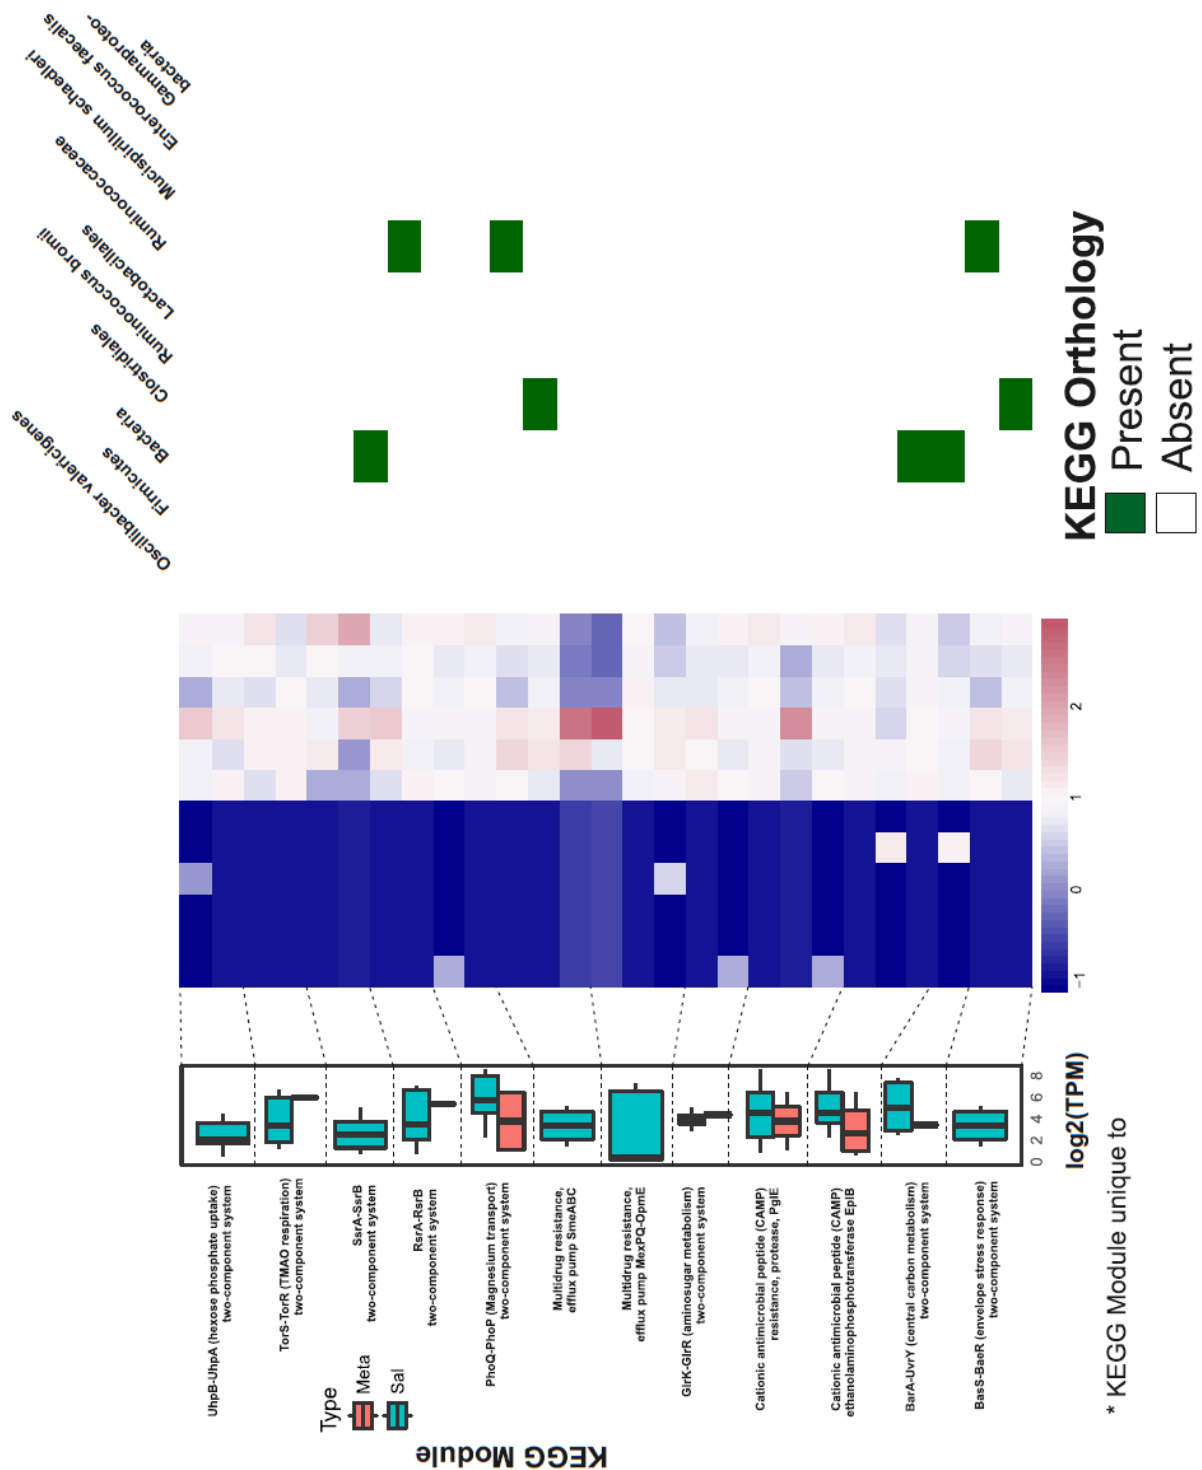 KEGG Module
Type
Meta
Sal
UhpB-UhpA (hexose phosphate uptake)
two-component system
TorS-TorR (TMAO respiration)
two-component system
SsrA-SsrB
two-component system
RsrA-RsrB
two-component system
PhoQ-PhoP (Magnesium transport)
two-component system
Multidrug resistance,
efflux pump SmeABC
Multidrug resistance,
efflux pump MexPQ-OpmE
GlrK-GlrR (aminosugar metabolism)
two-component system
Cationic antimicrobial peptide (CAMP)
resistance, protease, PglE
Cationic antimicrobial peptide (CAMP)
ethanolaminophosphotransferase EplB
BarA-UvrY (central carbon metabolism)
two-component system
BasS-BaeR (envelope stress response)
two-component system
0 2 4 6 8
log2(TPM)
* KEGG Module unique to
−1 0 1 2
Oscillibacter valericigenes
Firmicutes
Bacteria
Clostridiales
Ruminococcus bromii
Lactobacillales
Ruminococcaceae
Mucispirillum schaedleri
Enterococcus faecalis
Gammaproteo-
bacteria
KEGG Orthology
Present
Absent